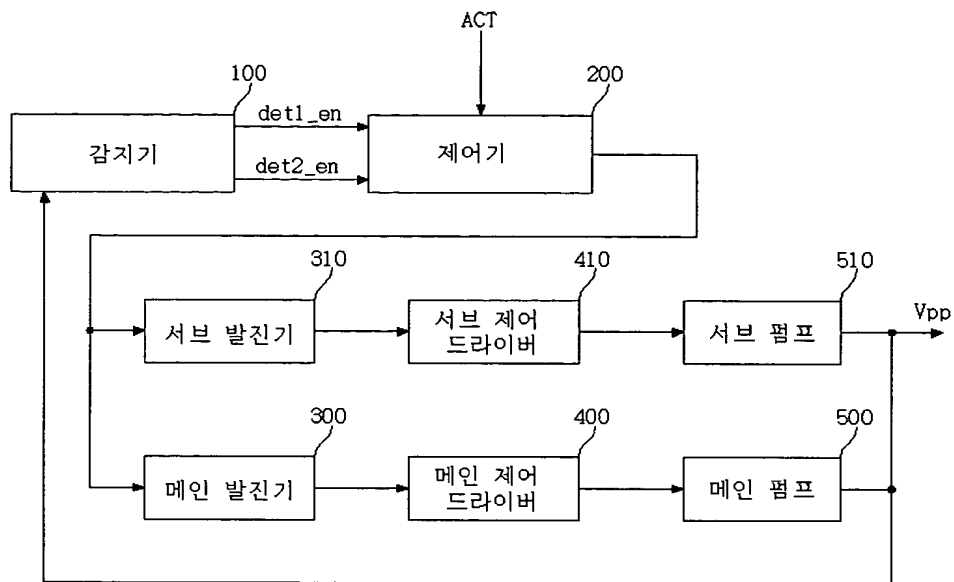 ACT
100
200
det1_en
감지기
제어기
det2_en
310
410
510
Vpp
서브 발진기
서브 제어
드라이버
서브 펌프
300
400
500
메인 발진기
메인 제어
드라이버
메인 펌프